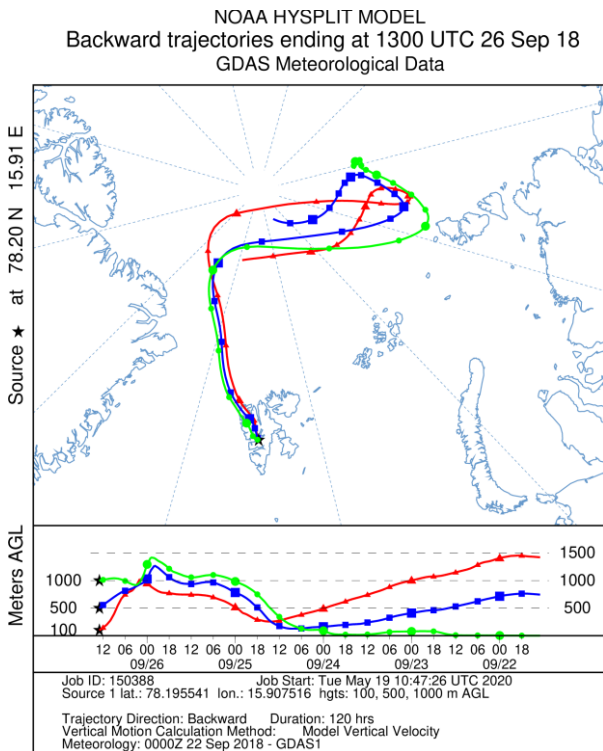 NOAA HYSPLIT MODEL
Backward trajectories ending at 1300 UTC 26 Sep 18
GDAS Meteorological Data
Source ★ at 78.20 N 15.91 E
Meters AGL
1500
1000 1000
500 500
100
12 06 00 18 12 06 00 18 12 06 00 18 12 06 00 18 12 06 00 18
09/26 09/25 09/24 09/23 09/22
Job ID: 150388 Job Start: Tue May 19 10:47:26 UTC 2020
Source 1 lat.: 78.195541 lon.: 15.907516 hgts: 100, 500, 1000 m AGL
Trajectory Direction: Backward Duration: 120 hrs
Vertical Motion Calculation Method: Model Vertical Velocity
Meteorology: 0000Z 22 Sep 2018 - GDAS1